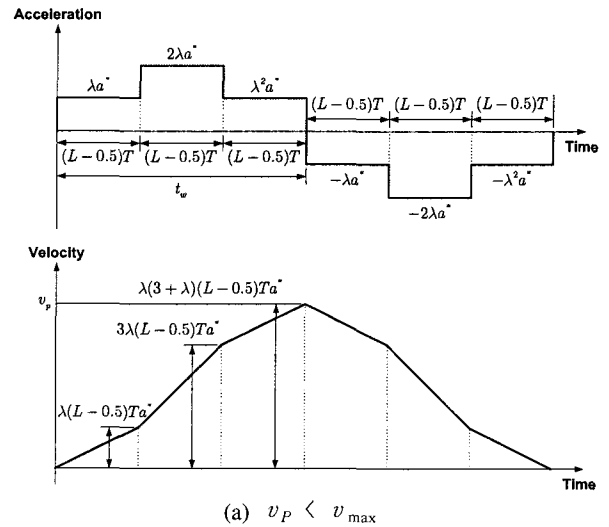 Acceleration
2λa*
λa*
λ²a*
(L−0.5)T (L−0.5)T (L−0.5)T
Time
(L−0.5)T (L−0.5)T (L−0.5)T
t_w
−λa*
−2λa*
−λ²a*
Velocity
λ(3+λ)(L−0.5)Ta*
v_p
3λ(L−0.5)Ta*
λ(L−0.5)Ta*
Time
(a) v_P < v_max